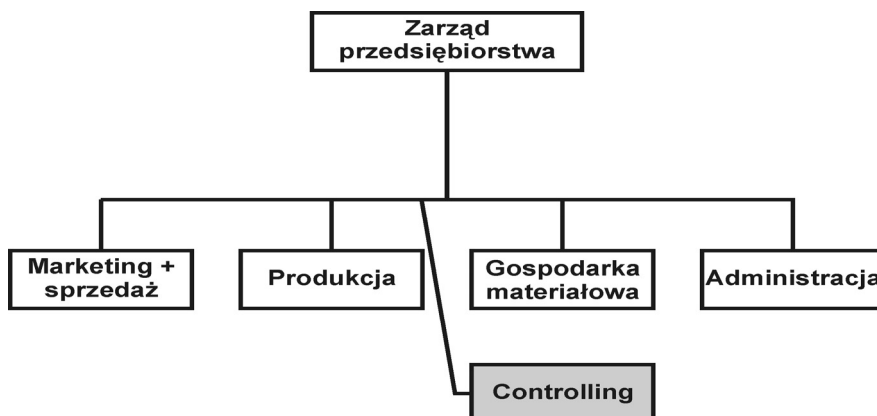 Zarząd
przedsiębiorstwa
Marketing +
sprzedaż
Produkcja
Gospodarka
materiałowa
Administracja
Controlling